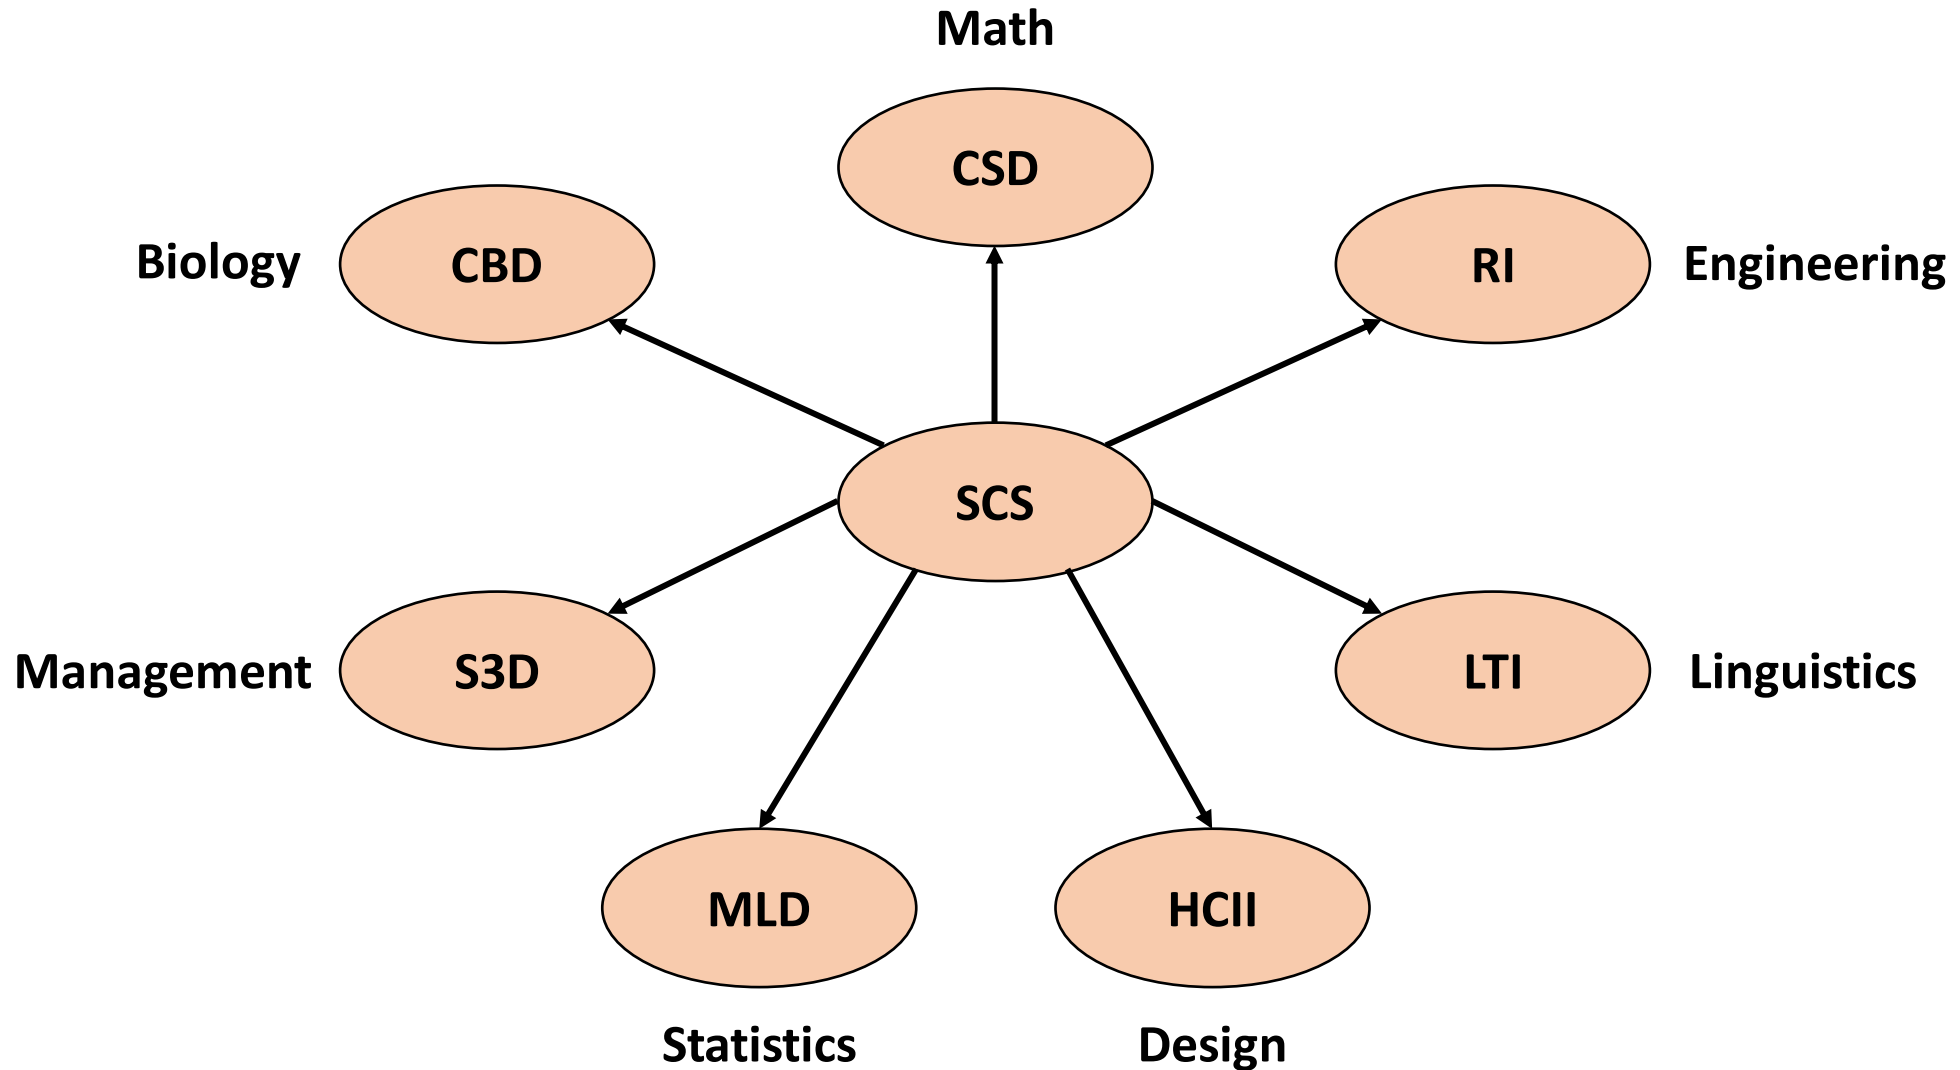 Math
CSD
Biology
CBD
RI
Engineering
SCS
Management
S3D
LTI
Linguistics
MLD
HCII
Statistics
Design